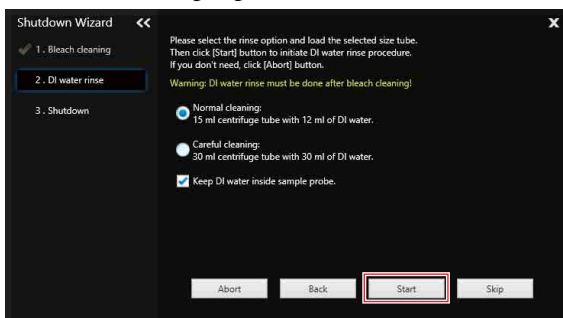 Shutdown Wizard <<
X
1 . Bleach cleaning
2 . DI water rinse
3 . Shutdown
Please select the rinse option and load the selected size tube.
Then click [Start] button to initiate DI water rinse procedure.
If you don't need, click [Abort] button.
Warning: DI water rinse must be done after bleach cleaning!
Normal cleaning:
15 ml centrifuge tube with 12 ml of DI water.
Careful cleaning:
30 ml centrifuge tube with 30 ml of DI water.
Keep DI water inside sample probe.
Abort Back Start Skip